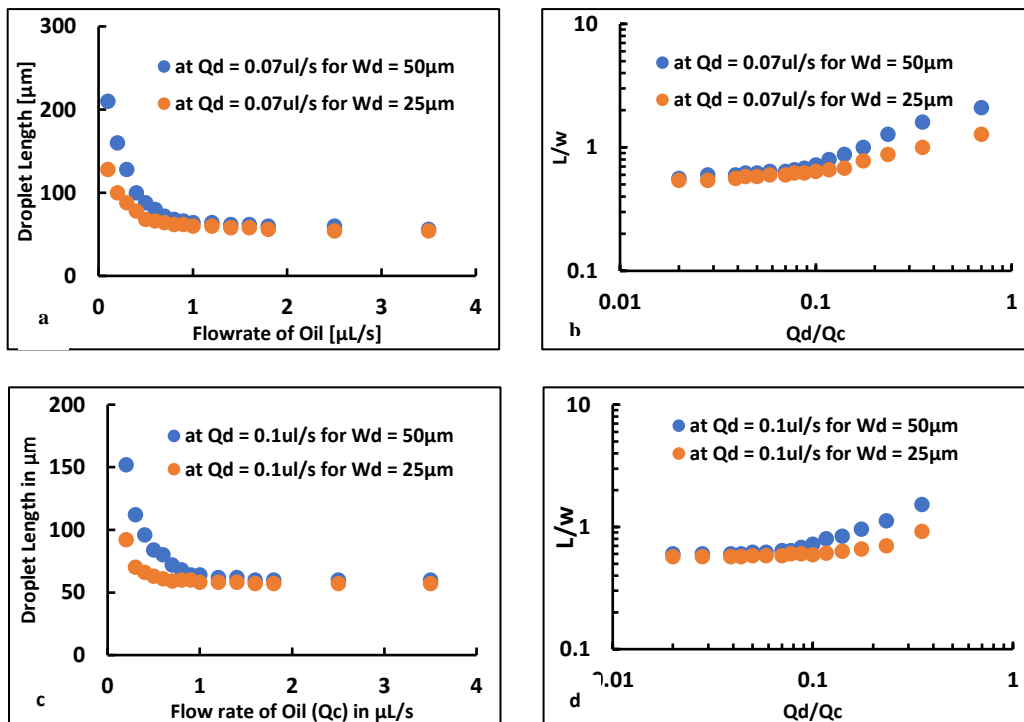 300
200
100
0
Droplet Length [µm]
at Qd = 0.07ul/s for Wd = 50µm
at Qd = 0.07ul/s for Wd = 25µm
0 1 2 3 4
Flowrate of Oil [µL/s]
a
10
1
0.1
L/w
at Qd = 0.07ul/s for Wd = 50µm
at Qd = 0.07ul/s for Wd = 25µm
0.01 0.1 1
Qd/Qc
b
200
150
100
50
0
Droplet Length in µm
at Qd = 0.1ul/s for Wd = 50µm
at Qd = 0.1ul/s for Wd = 25µm
0 1 2 3 4
Flow rate of Oil (Qc) in µL/s
c
10
1
0.1
L/w
at Qd = 0.1ul/s for Wd = 50µm
at Qd = 0.1ul/s for Wd = 25µm
0.01 0.1 1
Qd/Qc
d